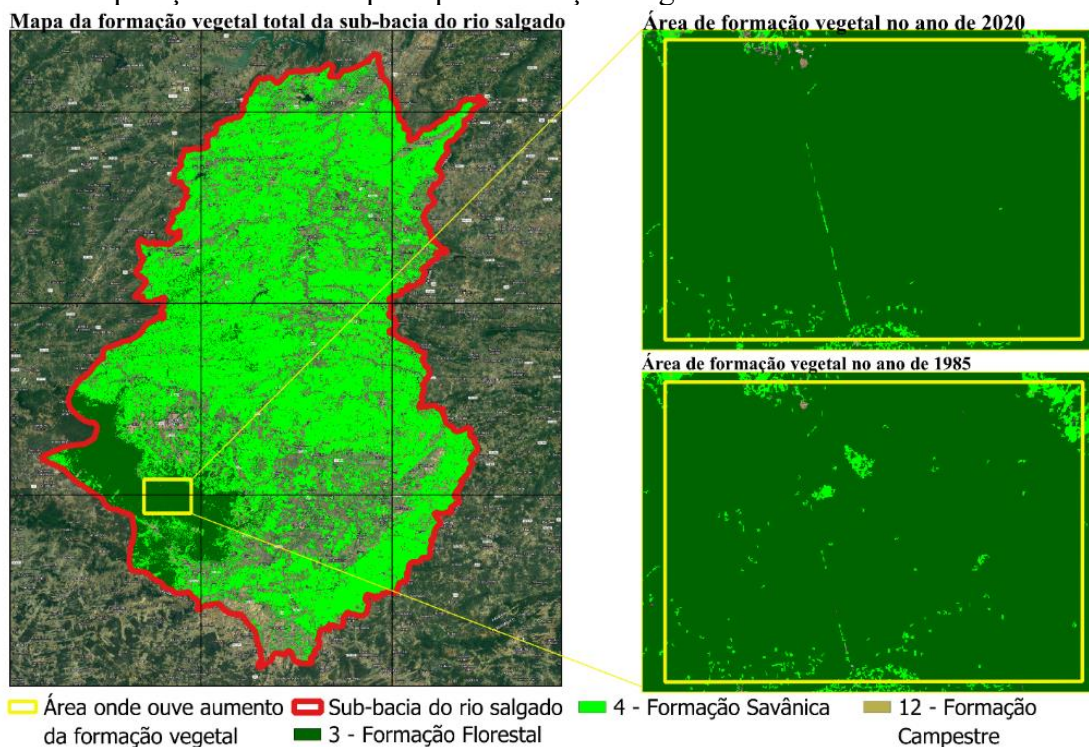 Mapa da formação vegetal total da sub-bacia do rio salgado
Área de formação vegetal no ano de 2020
Área de formação vegetal no ano de 1985
Área onde ouve aumento
da formação vegetal
Sub-bacia do rio salgado
3 - Formação Florestal
4 - Formação Savânica
12 - Formação
Campestre